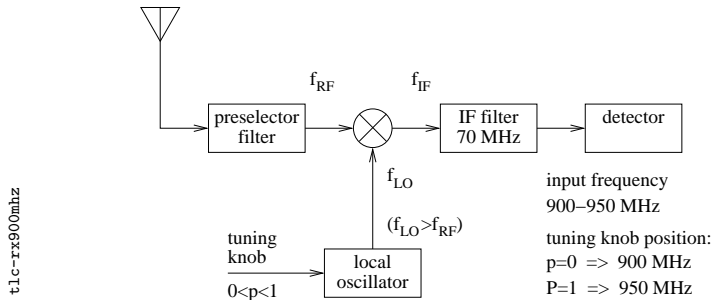 f_RF
f_IF
preselector
filter
IF filter
70 MHz
detector
f_LO
(f_LO>f_RF)
input frequency
900−950 MHz
tuning
knob
0<p<1
local
oscillator
tuning knob position:
p=0 => 900 MHz
P=1 => 950 MHz
tlc-rx900mhz